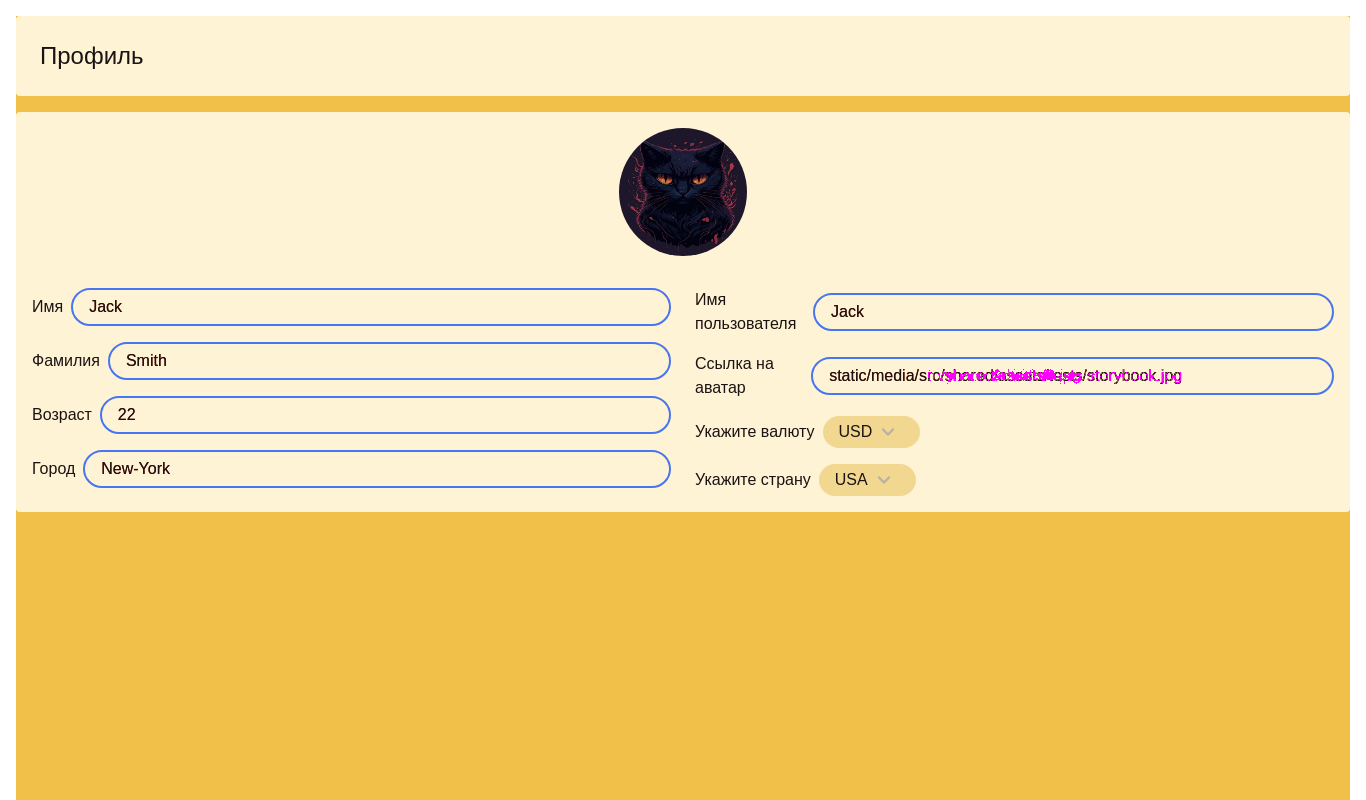 Профиль
Имя
Jack
Фамилия
Smith
Возраст
22
Город
New-York
Имя
пользователя
Jack
Ссылка на
аватар
static/media/src/shared/assets/tests/storybook.jpg
Укажите валюту
USD
Укажите страну
USA